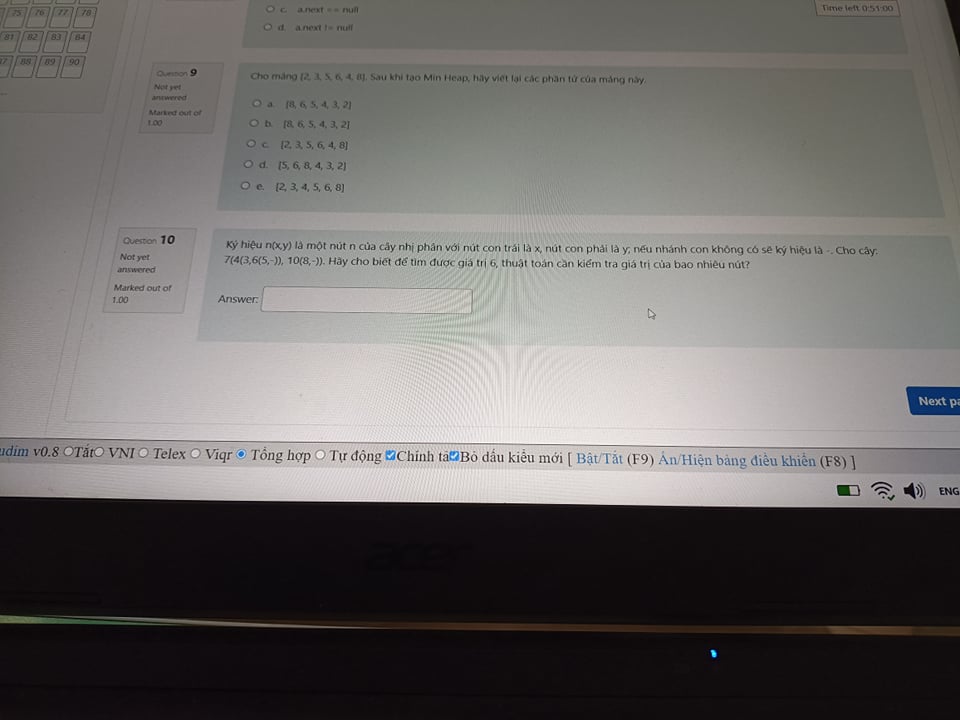 75 76 77 78
81 82 83 84
87 88 89 90
c. a.next == null
d. a.next != null
Time left 0:51:00
Question 9
Not yet
answered
Marked out of
1.00
Cho mảng [2, 3, 5, 6, 4, 8]. Sau khi tạo Min Heap, hãy viết lại các phần tử của mảng này.
a. [8, 6, 5, 4, 3, 2]
b. [8, 6, 5, 4, 3, 2]
c. [2, 3, 5, 6, 4, 8]
d. [5, 6, 8, 4, 3, 2]
e. [2, 3, 4, 5, 6, 8]
Question 10
Not yet
answered
Marked out of
1.00
Ký hiệu n(x,y) là một nút n của cây nhị phân với nút con trái là x, nút con phải là y; nếu nhánh con không có sẽ ký hiệu là -. Cho cây:
7(4(3,6(5,-)), 10(8,-)). Hãy cho biết để tìm được giá trị 6, thuật toán cần kiểm tra giá trị của bao nhiêu nút?
Answer:
Next pa
udim v0.8 Tắt VNI Telex Viqr Tổng hợp Tự động Chính tả Bỏ dấu kiểu mới [ Bật/Tắt (F9) Ẩn/Hiện bảng điều khiển (F8) ]
ENG
acer